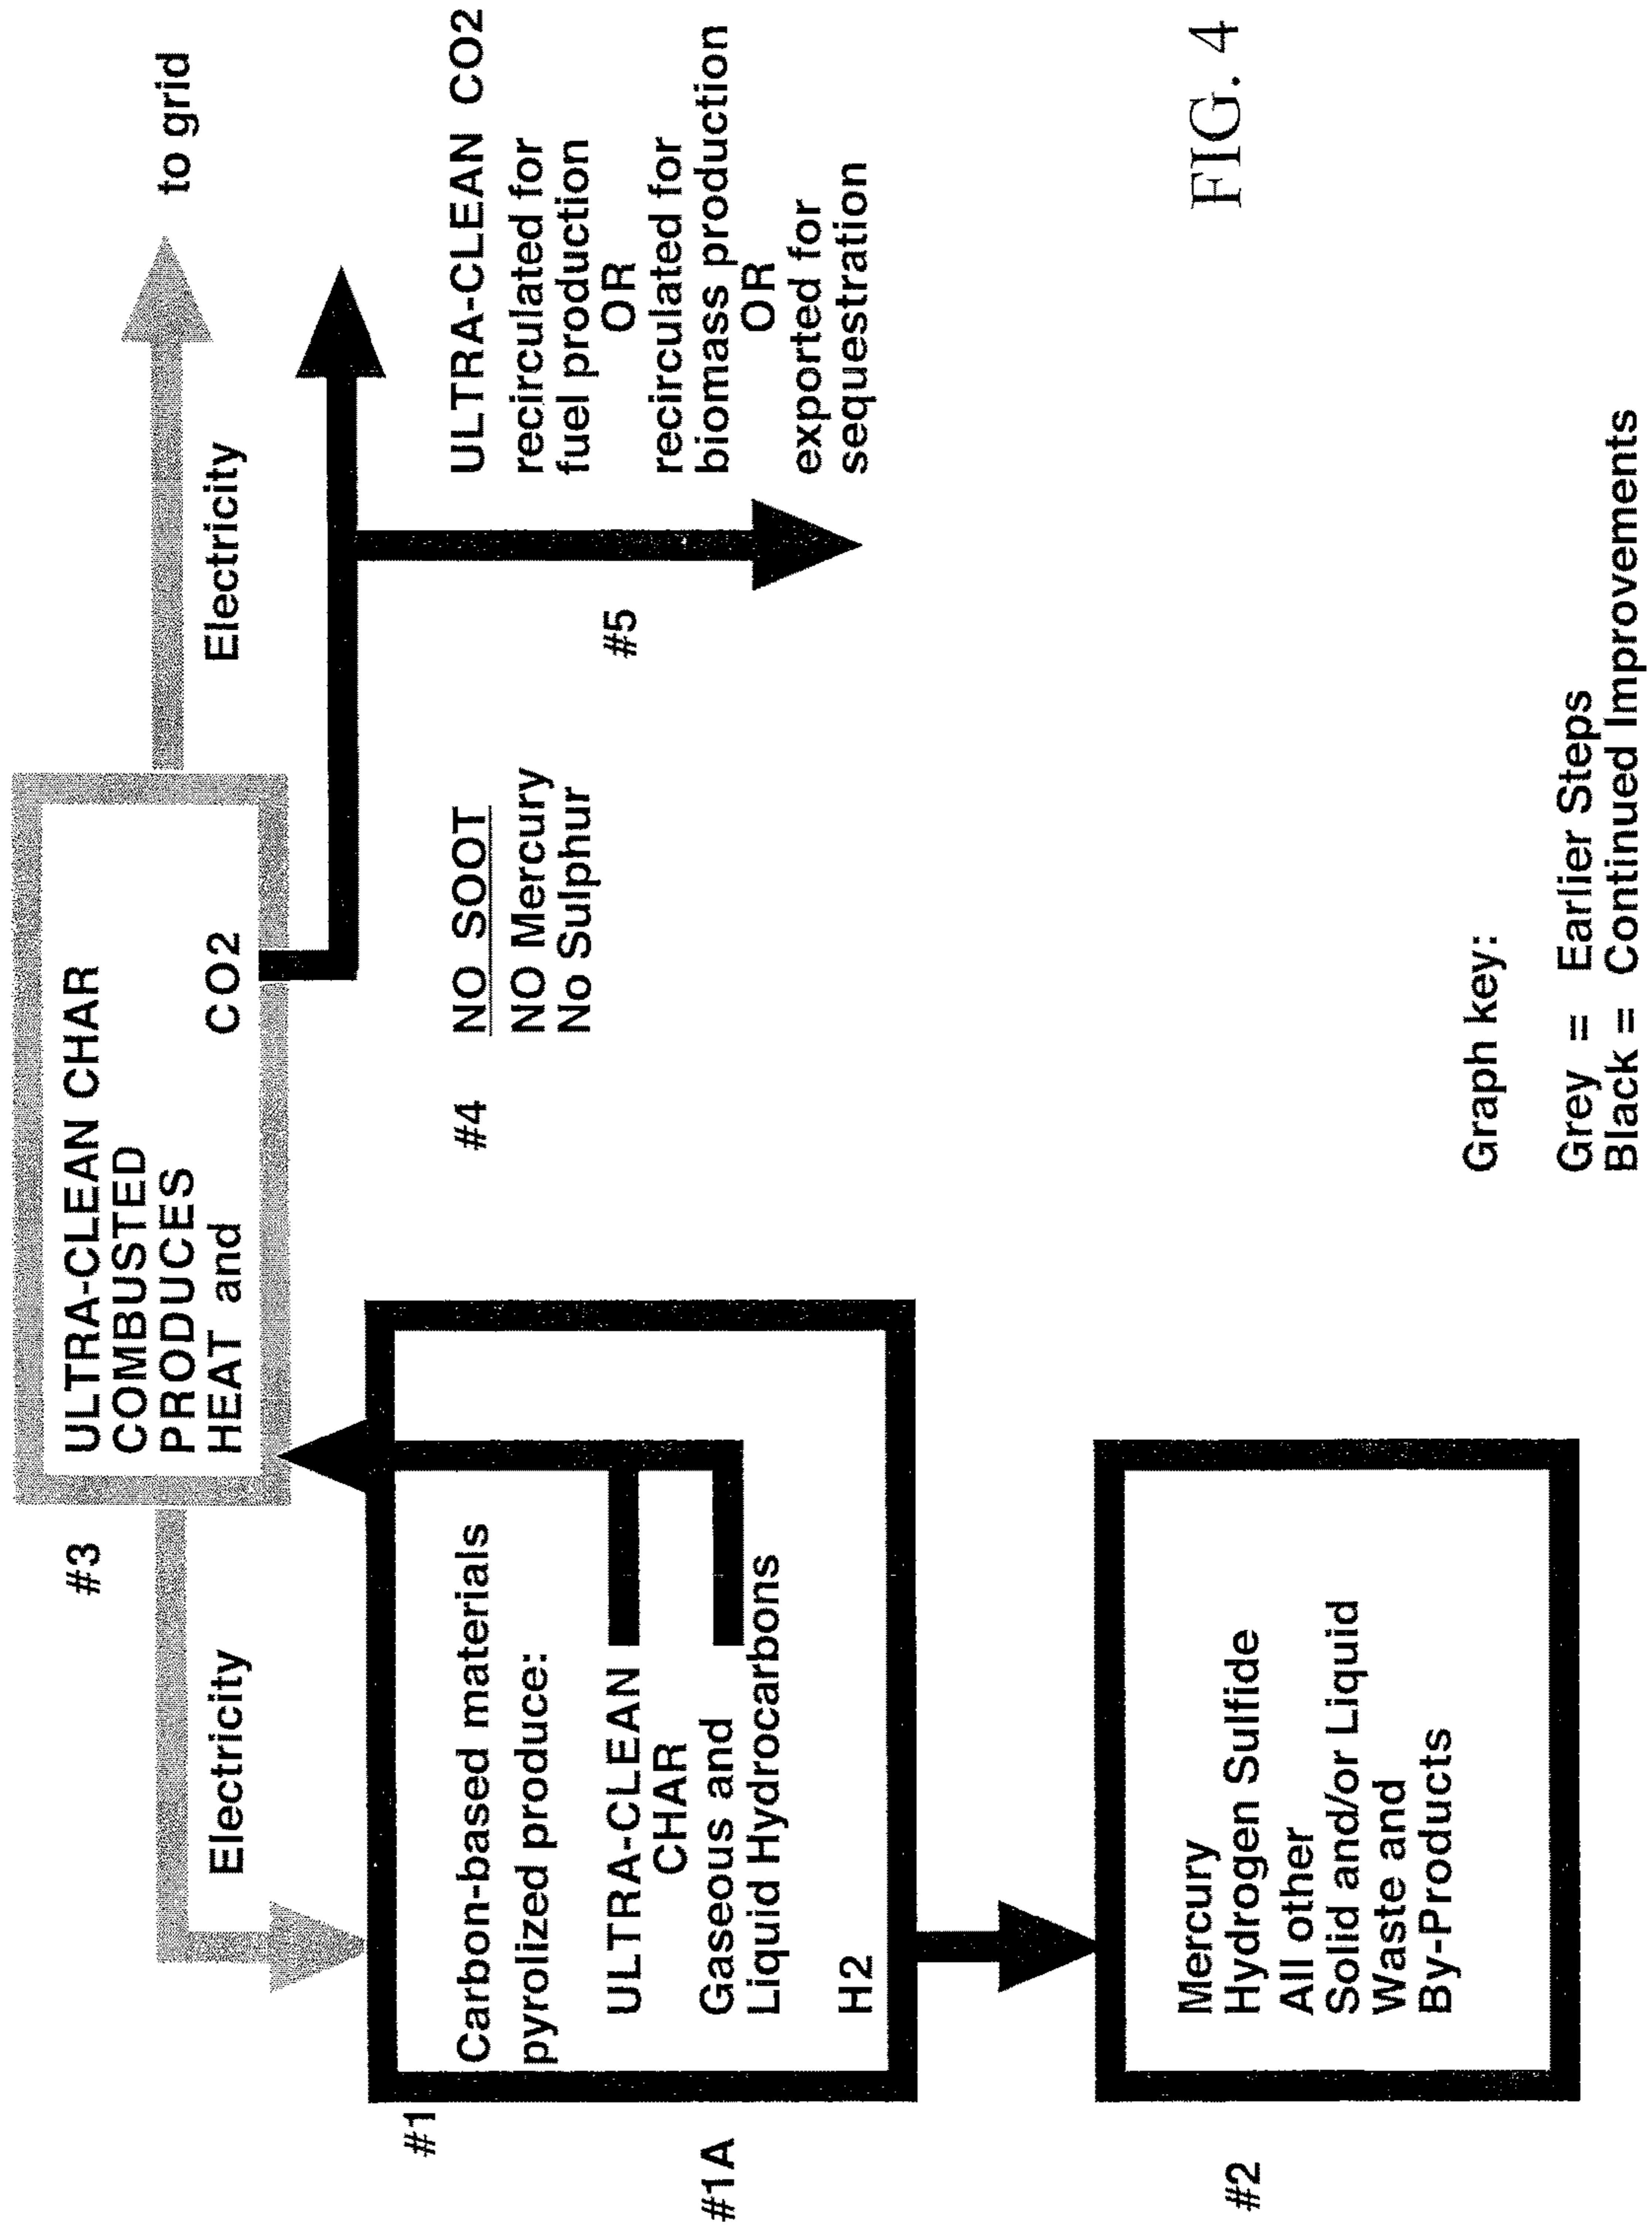 #3
ULTRA-CLEAN CHAR
COMBUSTED
PRODUCES
HEAT and CO2
Electricity
Electricity
to grid
#1
Carbon-based materials
pyrolized produce:
#1A
ULTRA-CLEAN
CHAR
Gaseous and
Liquid Hydrocarbons
H2
#4
NO SOOT
NO Mercury
No Sulphur
#5
ULTRA-CLEAN CO2
recirculated for
fuel production
OR
recirculated for
biomass production
OR
exported for
sequestration
#2
Mercury
Hydrogen Sulfide
All other
Solid and/or Liquid
Waste and
By-Products
Graph key:
Grey = Earlier Steps
Black = Continued Improvements
FIG. 4